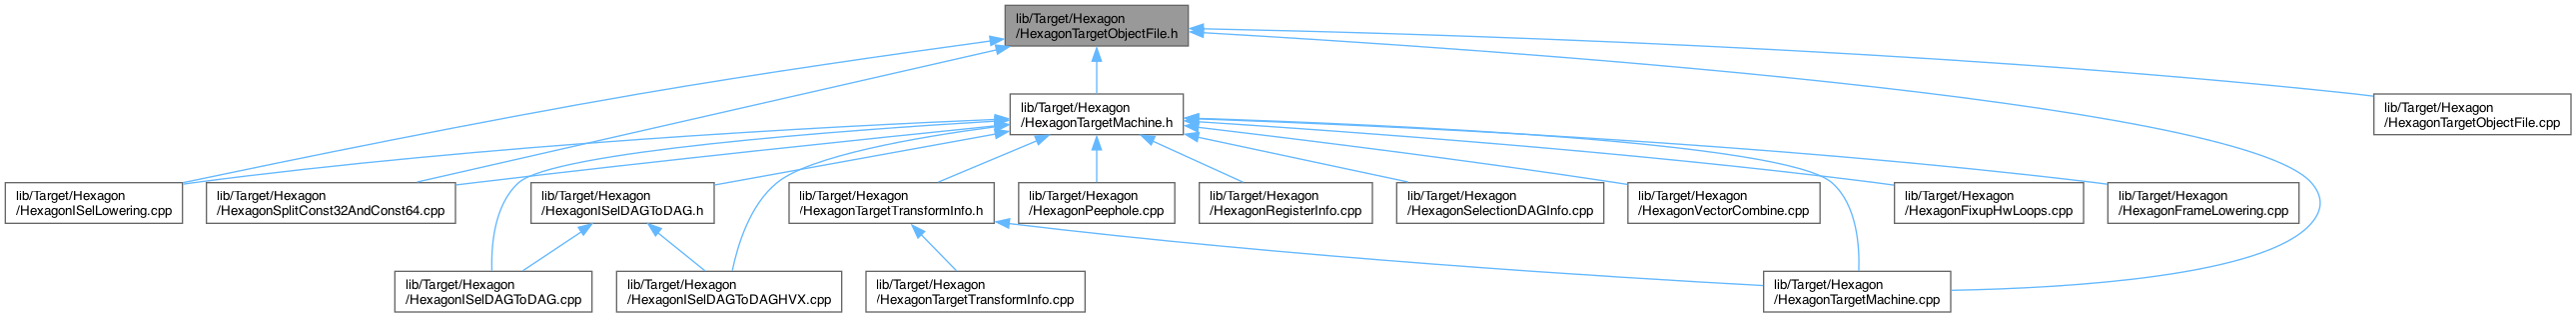 lib/Target/Hexagon
/HexagonTargetObjectFile.h
lib/Target/Hexagon
/HexagonTargetMachine.h
lib/Target/Hexagon
/HexagonTargetObjectFile.cpp
lib/Target/Hexagon
/HexagonISelLowering.cpp
lib/Target/Hexagon
/HexagonSplitConst32AndConst64.cpp
lib/Target/Hexagon
/HexagonISelDAGToDAG.h
lib/Target/Hexagon
/HexagonTargetTransformInfo.h
lib/Target/Hexagon
/HexagonPeephole.cpp
lib/Target/Hexagon
/HexagonRegisterInfo.cpp
lib/Target/Hexagon
/HexagonSelectionDAGInfo.cpp
lib/Target/Hexagon
/HexagonVectorCombine.cpp
lib/Target/Hexagon
/HexagonFixupHwLoops.cpp
lib/Target/Hexagon
/HexagonFrameLowering.cpp
lib/Target/Hexagon
/HexagonISelDAGToDAG.cpp
lib/Target/Hexagon
/HexagonISelDAGToDAGHVX.cpp
lib/Target/Hexagon
/HexagonTargetTransformInfo.cpp
lib/Target/Hexagon
/HexagonTargetMachine.cpp